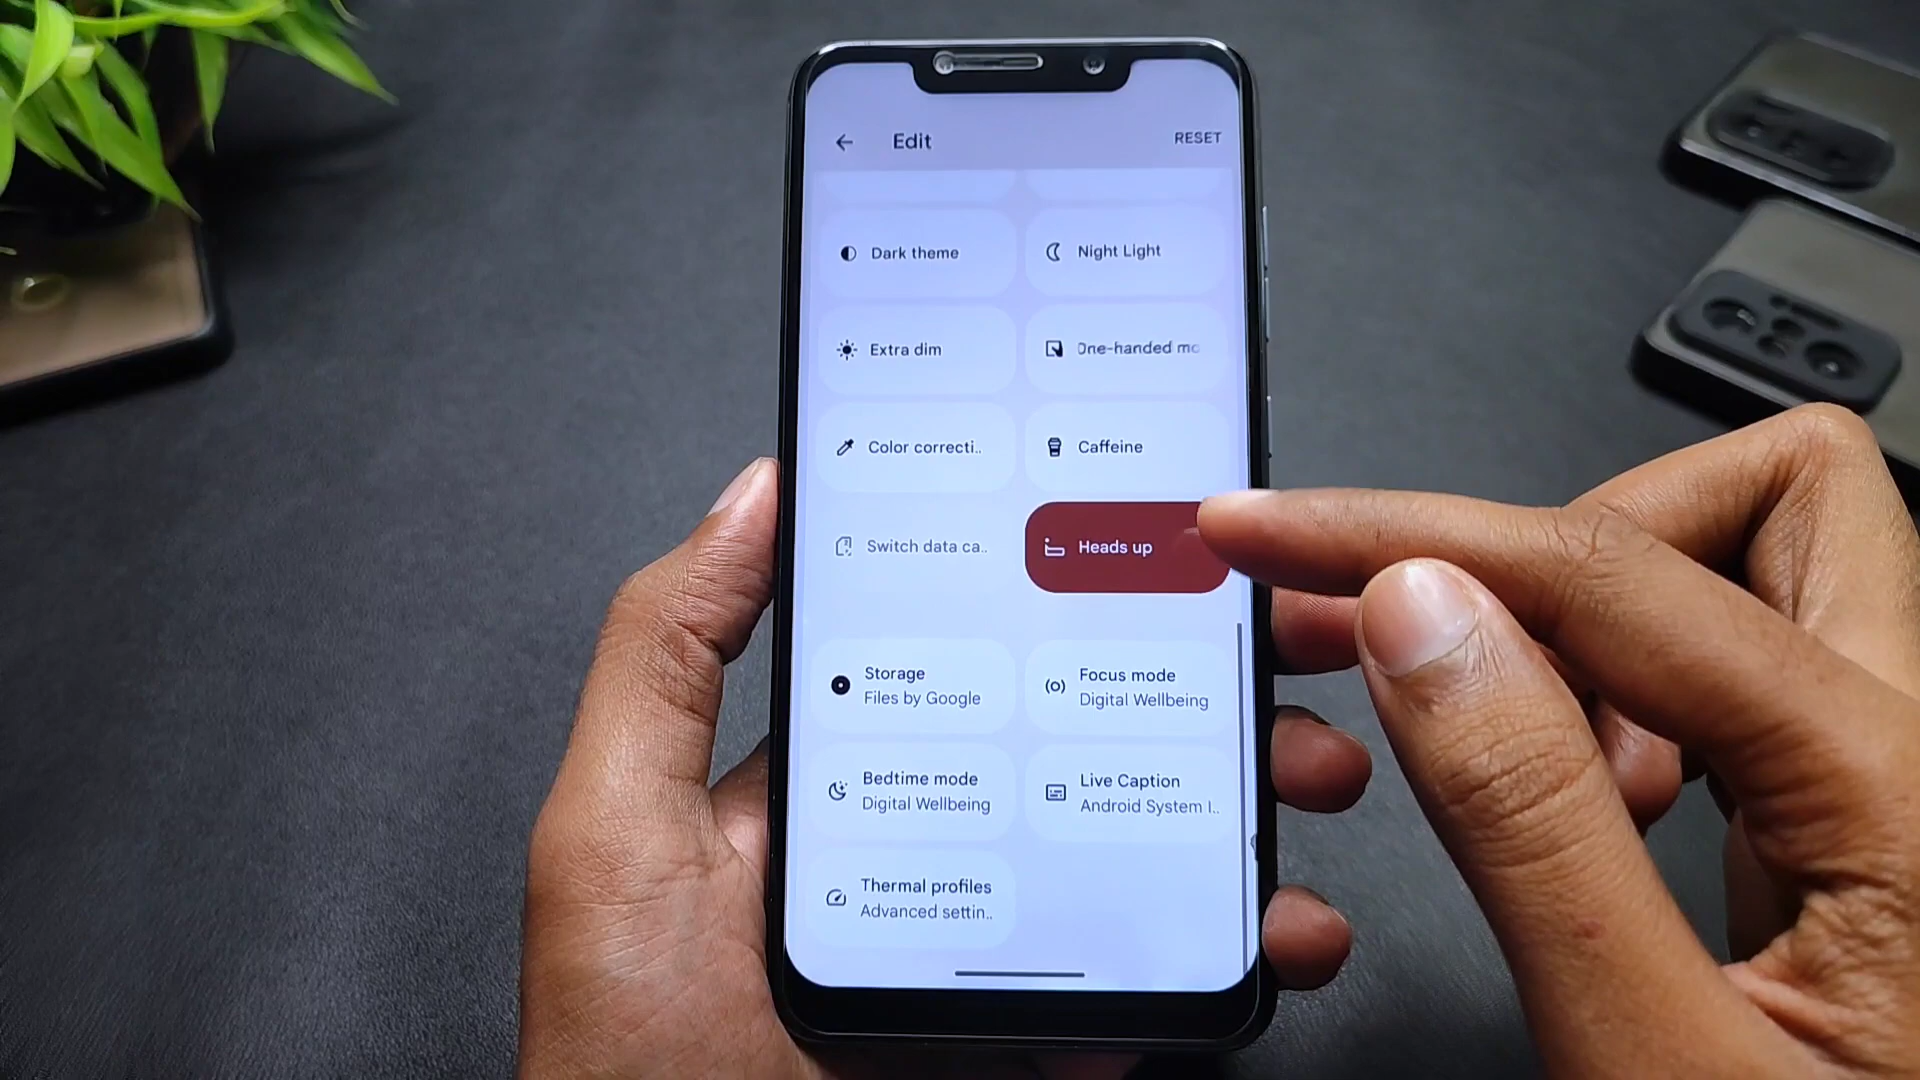 Edit
RESET
Dark theme
Night Light
Extra dim
One-handed mo
Color correcti..
Caffeine
Switch data ca..
Heads up
Storage
Files by Google
Focus mode
Digital Wellbeing
Bedtime mode
Digital Wellbeing
Live Caption
Android System I..
Thermal profiles
Advanced settin..